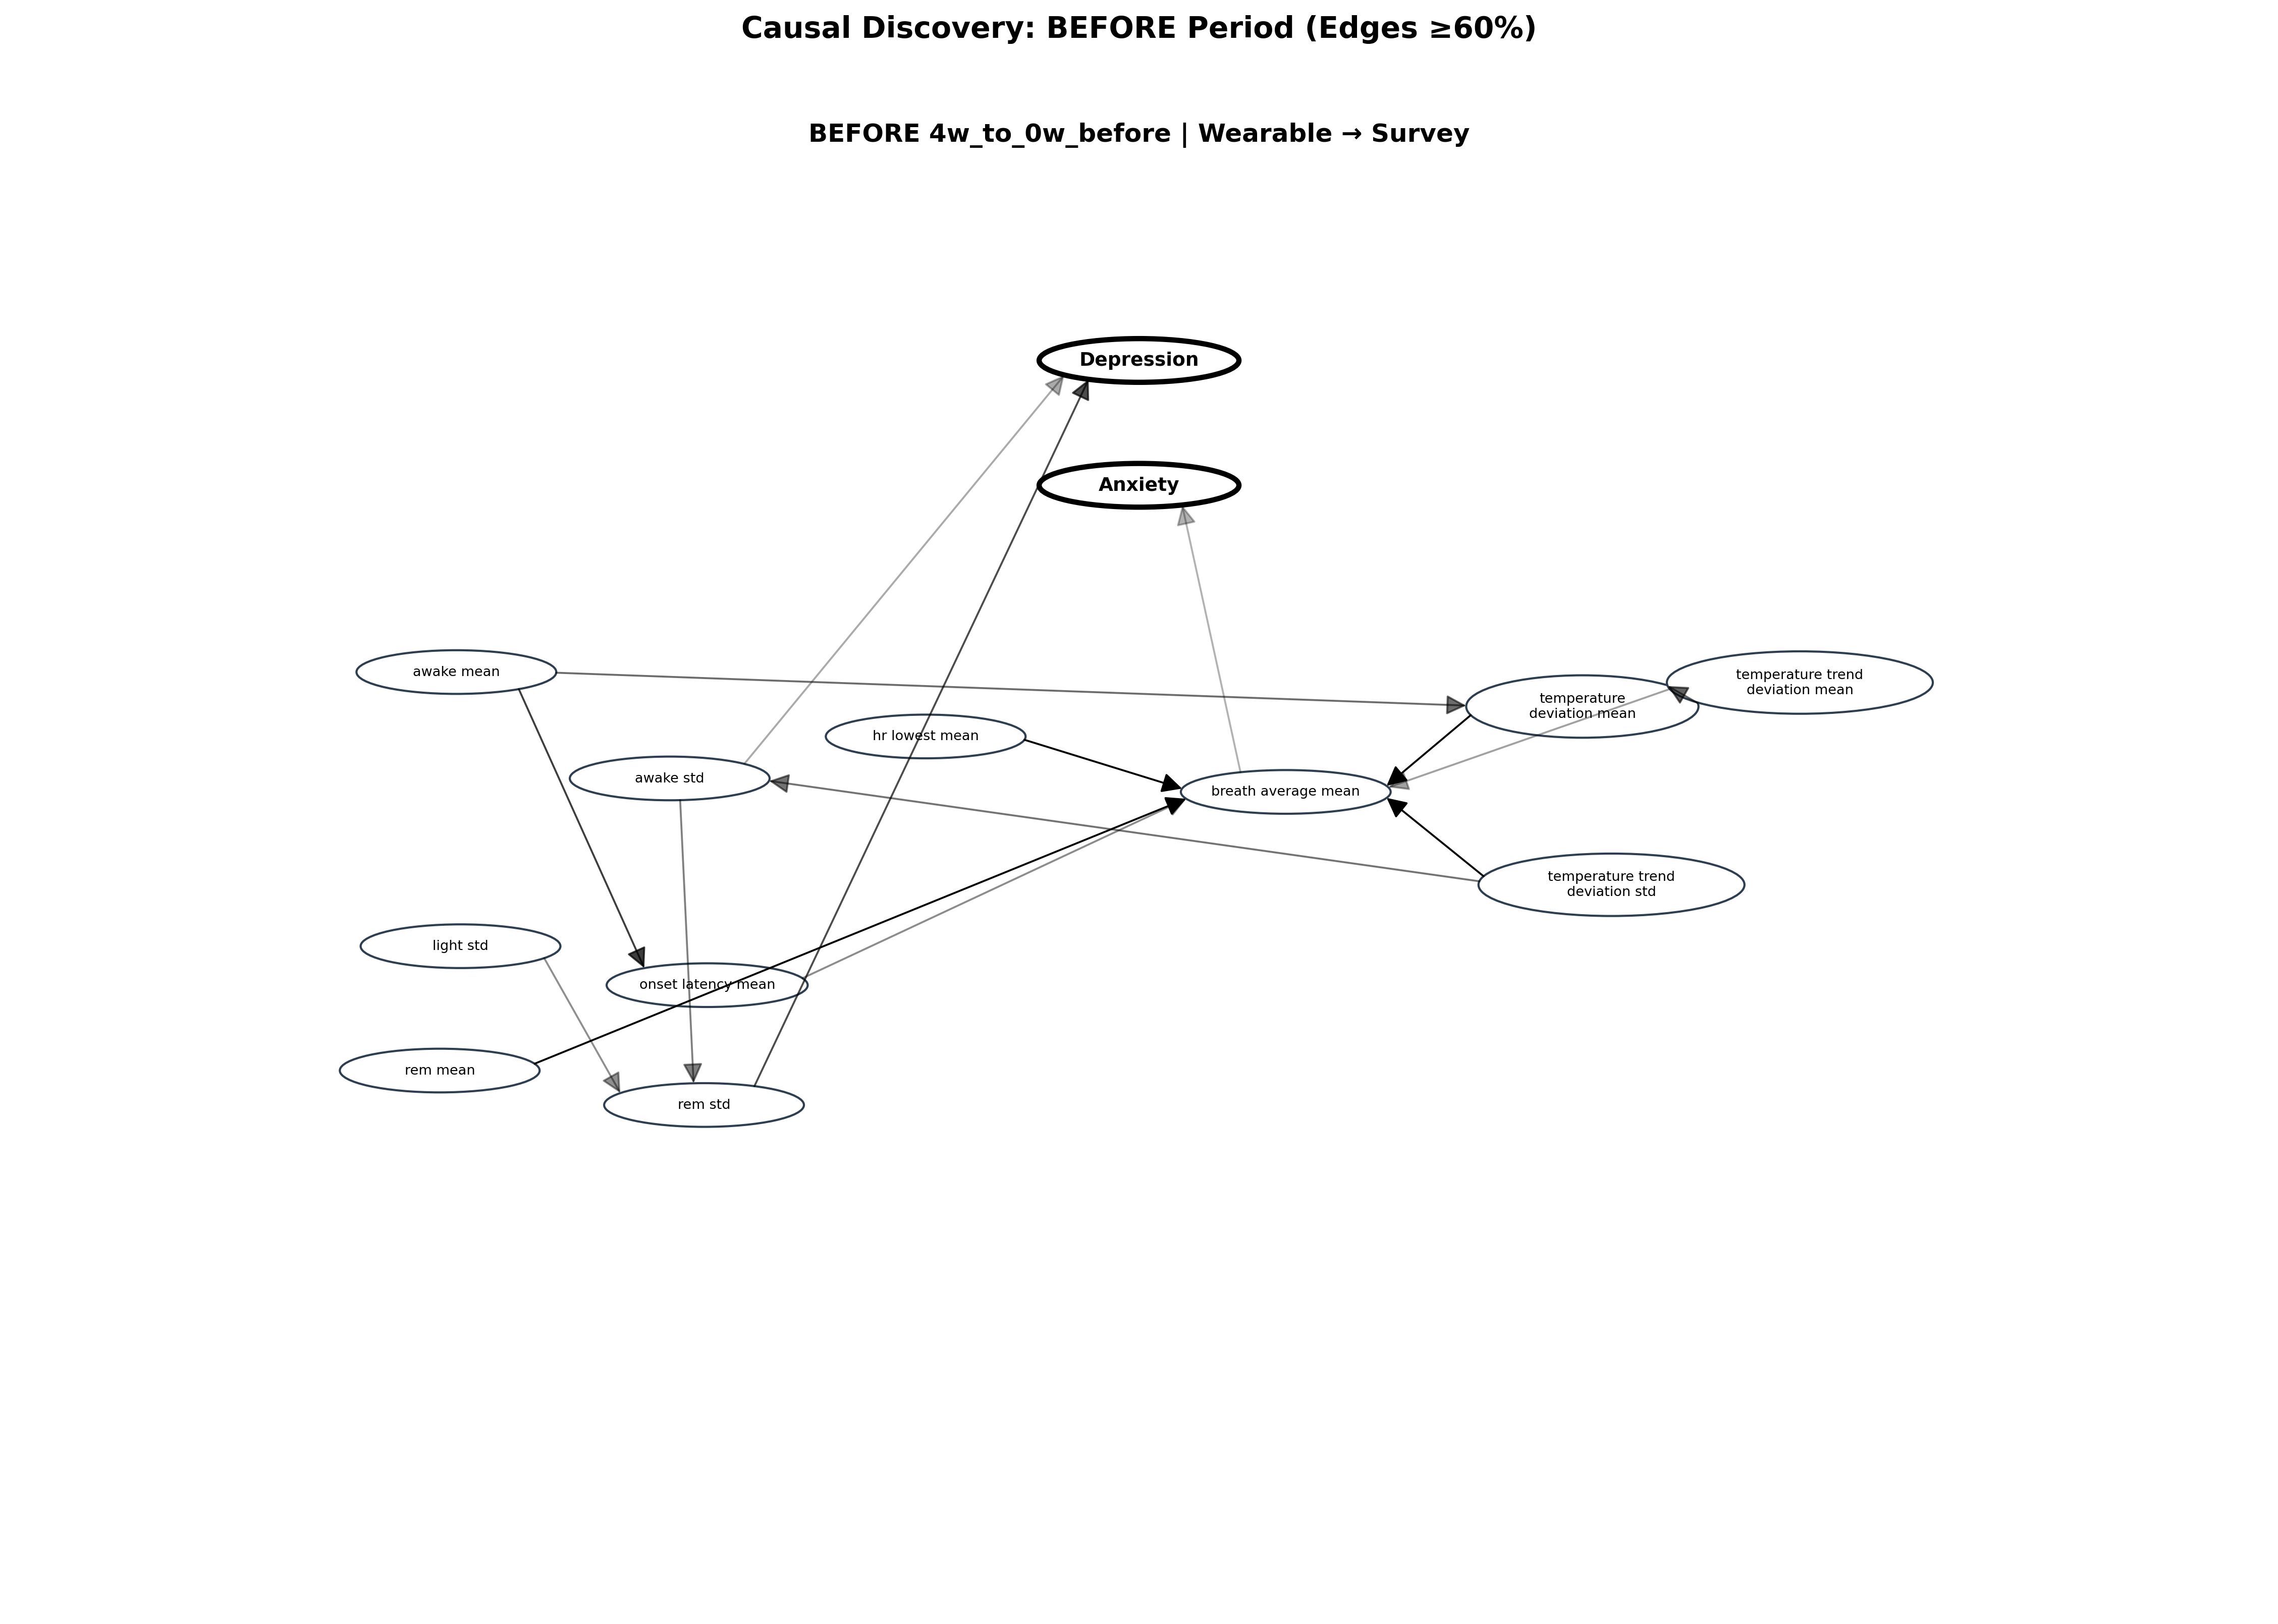 Causal Discovery: BEFORE Period (Edges ≥60%)
BEFORE 4w_to_0w_before | Wearable → Survey
Depression
Anxiety
awake mean
temperature trend
deviation mean
temperature
deviation mean
hr lowest mean
awake std
breath average mean
temperature trend
deviation std
light std
onset latency mean
rem mean
rem std